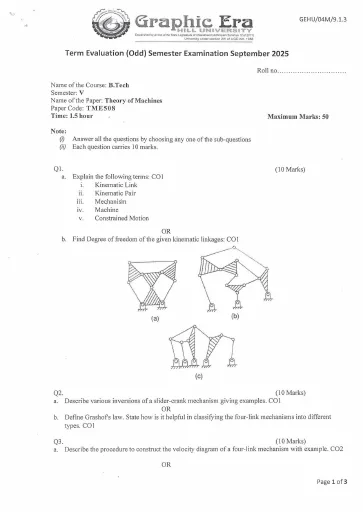 Graphic Era
HILL UNIVERSITY
GEHU/04M/9.1.3
Term Evaluation (Odd) Semester Examination September 2025
Roll no..............................
Name of the Course: B.Tech
Semester: V
Name of the Paper: Theory of Machines
Paper Code: TME508
Time: 1.5 hour Maximum Marks: 50
Note:
(i) Answer all the questions by choosing any one of the sub-questions
(ii) Each question carries 10 marks.
Q1. (10 Marks)
a. Explain the following terms: CO1
i. Kinematic Link
ii. Kinematic Pair
iii. Mechanism
iv. Machine
v. Constrained Motion
OR
b. Find Degree of freedom of the given kinematic linkages: CO1
(a) (b)
(c)
Q2. (10 Marks)
a. Describe various inversions of a slider-crank mechanism giving examples. CO1
OR
b. Define Grashof's law. State how is it helpful in classifying the four-link mechanisms into different
types. CO1
Q3. (10 Marks)
a. Describe the procedure to construct the velocity diagram of a four-link mechanism with example. CO2
OR
Page 1 of 3